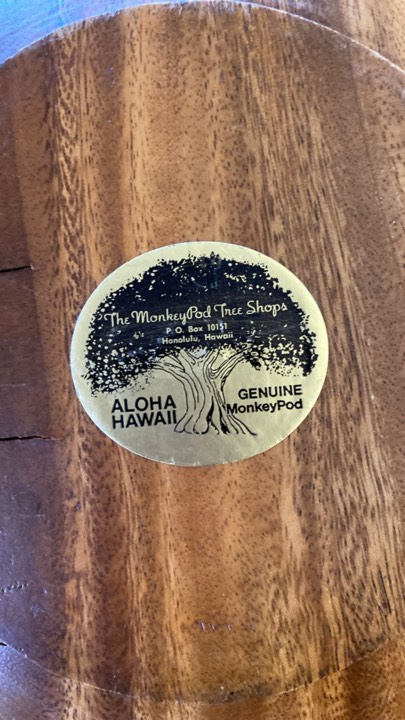 The MonkeyPod Tree Shops
P. O. Box 10151
Honolulu, Hawaii
ALOHA
HAWAII
GENUINE
MonkeyPod